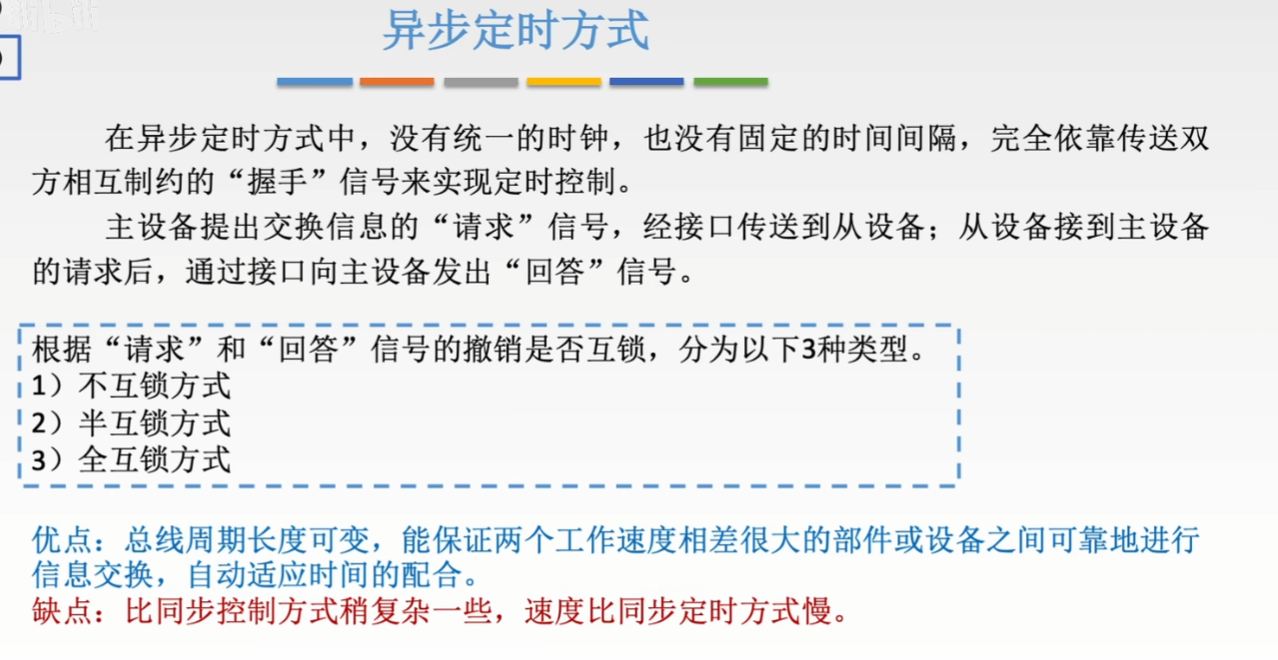 异步定时方式
在异步定时方式中，没有统一的时钟，也没有固定的时间间隔，完全依靠传送双
方相互制约的“握手”信号来实现定时控制。
主设备提出交换信息的“请求”信号，经接口传送到从设备；从设备接到主设备
的请求后，通过接口向主设备发出“回答”信号。
根据“请求”和“回答”信号的撤销是否互锁，分为以下3种类型。
1）不互锁方式
2）半互锁方式
3）全互锁方式
优点：总线周期长度可变，能保证两个工作速度相差很大的部件或设备之间可靠地进行
信息交换，自动适应时间的配合。
缺点：比同步控制方式稍复杂一些，速度比同步定时方式慢。